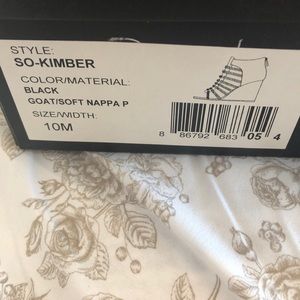 STYLE:
SO-KIMBER
COLOR/MATERIAL:
BLACK
GOAT/SOFT NAPPA P
SIZE/WIDTH:
10M
8 86792 683 05 4